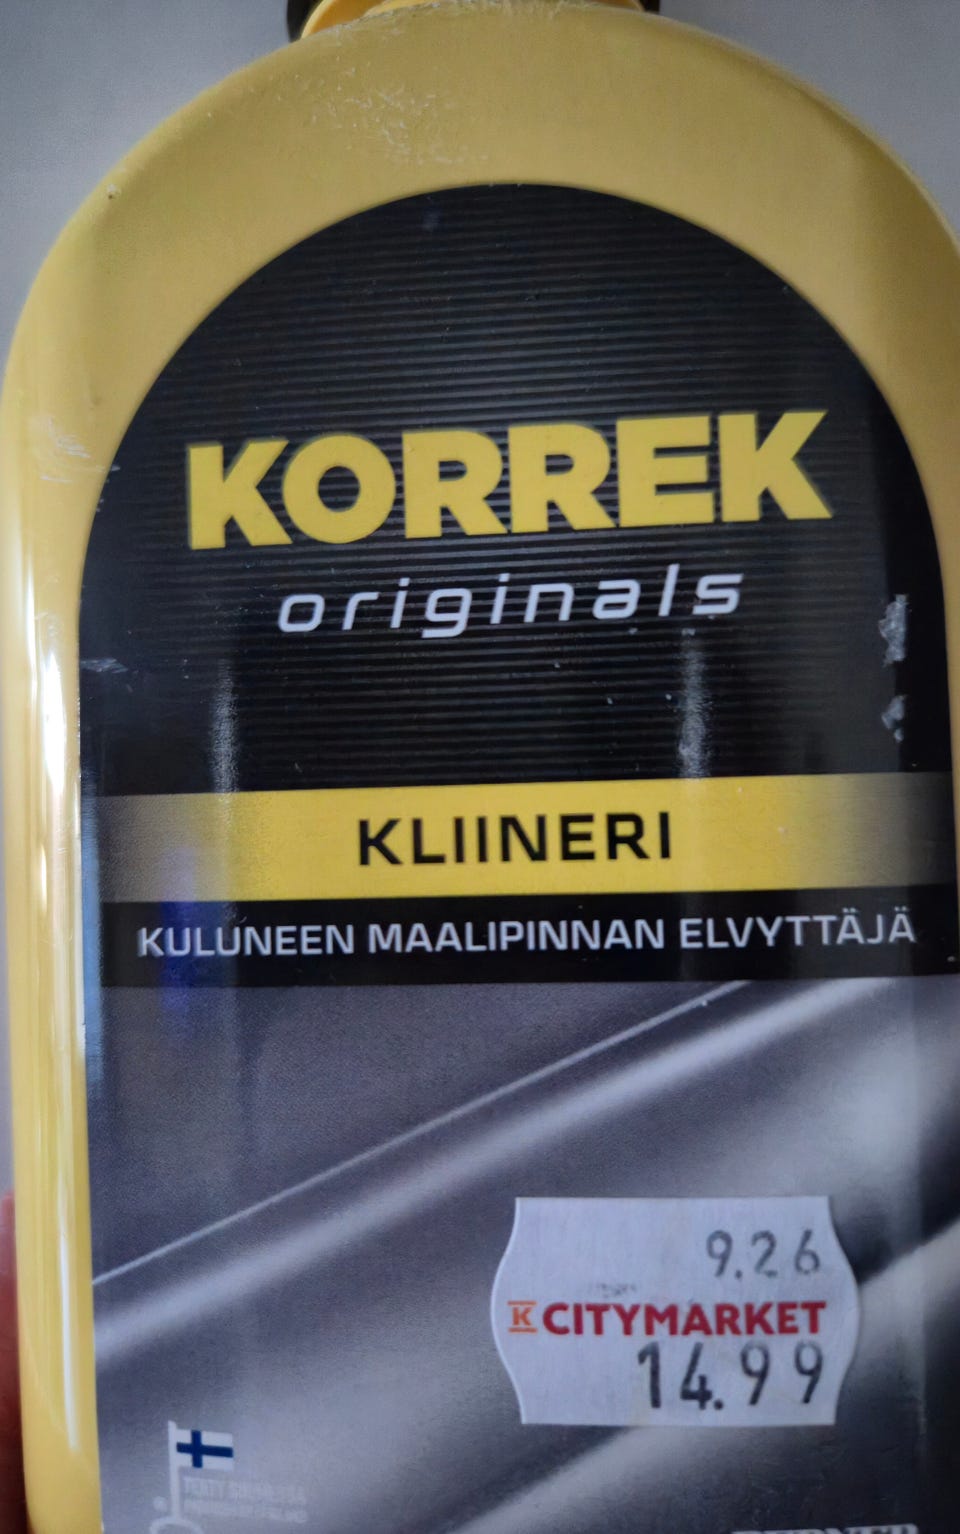 KORREK
originals
KLIINERI
KULUNEEN MAALIPINNAN ELVYTTÄJÄ
9.26
K CITYMARKET
14.99